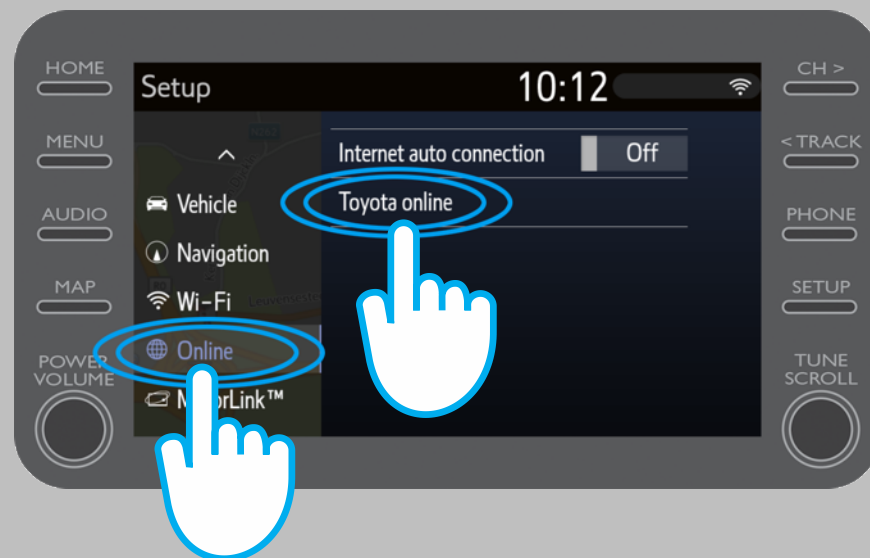 HOME
MENU
AUDIO
MAP
POWER
VOLUME
Setup
10:12
Vehicle
Navigation
Wi-Fi
Online
Internet auto connection
Off
Toyota online
CH >
< TRACK
PHONE
SETUP
TUNE
SCROLL